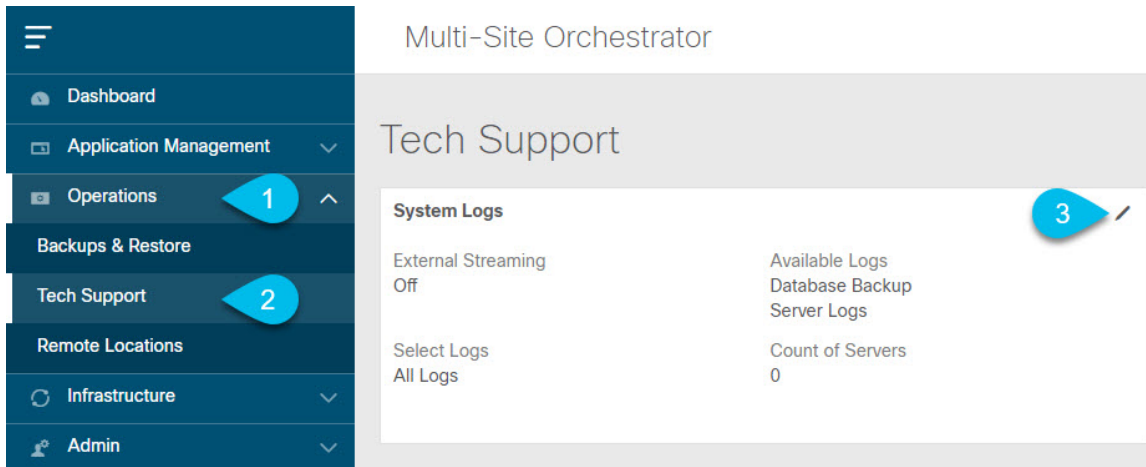 Multi-Site Orchestrator
Dashboard
Application Management
Operations
1
Backups & Restore
Tech Support
2
Remote Locations
Infrastructure
Admin
Tech Support
System Logs
3
External Streaming
Off
Available Logs
Database Backup
Server Logs
Select Logs
All Logs
Count of Servers
0